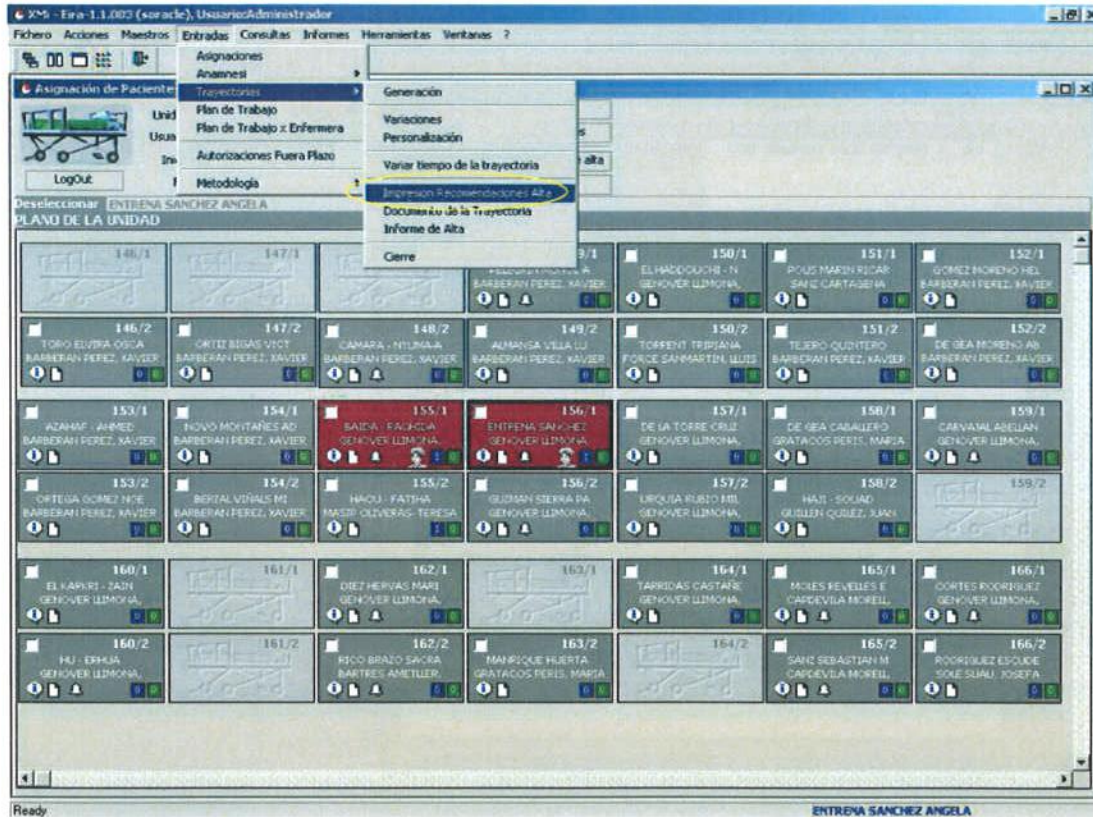 XMi - Eira-1.1.003 (soracle), Usuario:Administrador
Fichero Acciones Maestros Entradas Consultas Informes Herramientas Ventanas ?
Asignaciones
Anamnesi
Trayectorias
Plan de Trabajo
Plan de Trabajo x Enfermera
Autorizaciones Fuera Plazo
Metodología
Generación
Variaciones
Personalización
Variar tiempo de la trayectoria
Impresion Recomendaciones Alta
Documento de la Trayectoria
Informe de Alta
Cierre
Asignación de Paciente
Unid
Usua
LogOut
alta
Deseleccionar ENTRENA SANCHEZ ANGELA
PLANO DE LA UNIDAD
146/1 147/1 150/1 151/1 152/1
EL HADDOUCHI - N POUS MARIN RICAR GOMEZ MORENO HEL
BARBERAN PEREZ, XAVIER GENOVER LLIMONA, SANZ CARTAGENA BARBERAN PEREZ, XAVIER
146/2 147/2 148/2 149/2 150/2 151/2 152/2
TORO ELVIRA OSCA ORTIZ BIGAS VICT CAMARA - NYUMA-A ALMANSA VILLA LU TORRENT TRIPIANA TEJERO QUINTERO DE GEA MORENO AB
BARBERAN PEREZ, XAVIER BARBERAN PEREZ, XAVIER BARBERAN PEREZ, XAVIER BARBERAN PEREZ, XAVIER FORCE SANMARTIN, LLUIS BARBERAN PEREZ, XAVIER BARBERAN PEREZ, XAVIER
153/1 154/1 155/1 156/1 157/1 158/1 159/1
AZAHAF - AHMED NOVO MONTAÑES AD BAIDA - RACHIDA ENTRENA SANCHEZ DE LA TORRE CRUZ DE GEA CABALLERO CARVAJAL ABELLAN
BARBERAN PEREZ, XAVIER BARBERAN PEREZ, XAVIER GENOVER LLIMONA, GENOVER LLIMONA, GENOVER LLIMONA, GRATACOS PERIS, MARIA GENOVER LLIMONA,
153/2 154/2 155/2 156/2 157/2 158/2 159/2
ORTEGA GOMEZ NOE BERTAL VIÑALS MI HAOU - FATIHA GUZMAN SIERRA PA URQUIA RUBIO MIL HAJI - SOUAD
BARBERAN PEREZ, XAVIER BARBERAN PEREZ, XAVIER MASIP OLIVERAS, TERESA GENOVER LLIMONA, GENOVER LLIMONA, GUILLEN QUILEZ, JUAN
160/1 161/1 162/1 163/1 164/1 165/1 166/1
EL KARKRI - ZAIN DIEZ HERVAS MARI TARRIDAS CASTAÑE MOLES REVELLES E CORTES RODRIGUEZ
GENOVER LLIMONA, GENOVER LLIMONA, GENOVER LLIMONA, CAPDEVILA MORELL, GENOVER LLIMONA,
160/2 161/2 162/2 163/2 164/2 165/2 166/2
HU - ERHUA RICO BRAZO SACRA MANRIQUE HUERTA SANZ SEBASTIAN M RODRIGUEZ ESCUDE
GENOVER LLIMONA, BARTRES AMETLLER, GRATACOS PERIS, MARIA CAPDEVILA MORELL, SOLE SUAU, JOSEFA
Ready ENTRENA SANCHEZ ANGELA